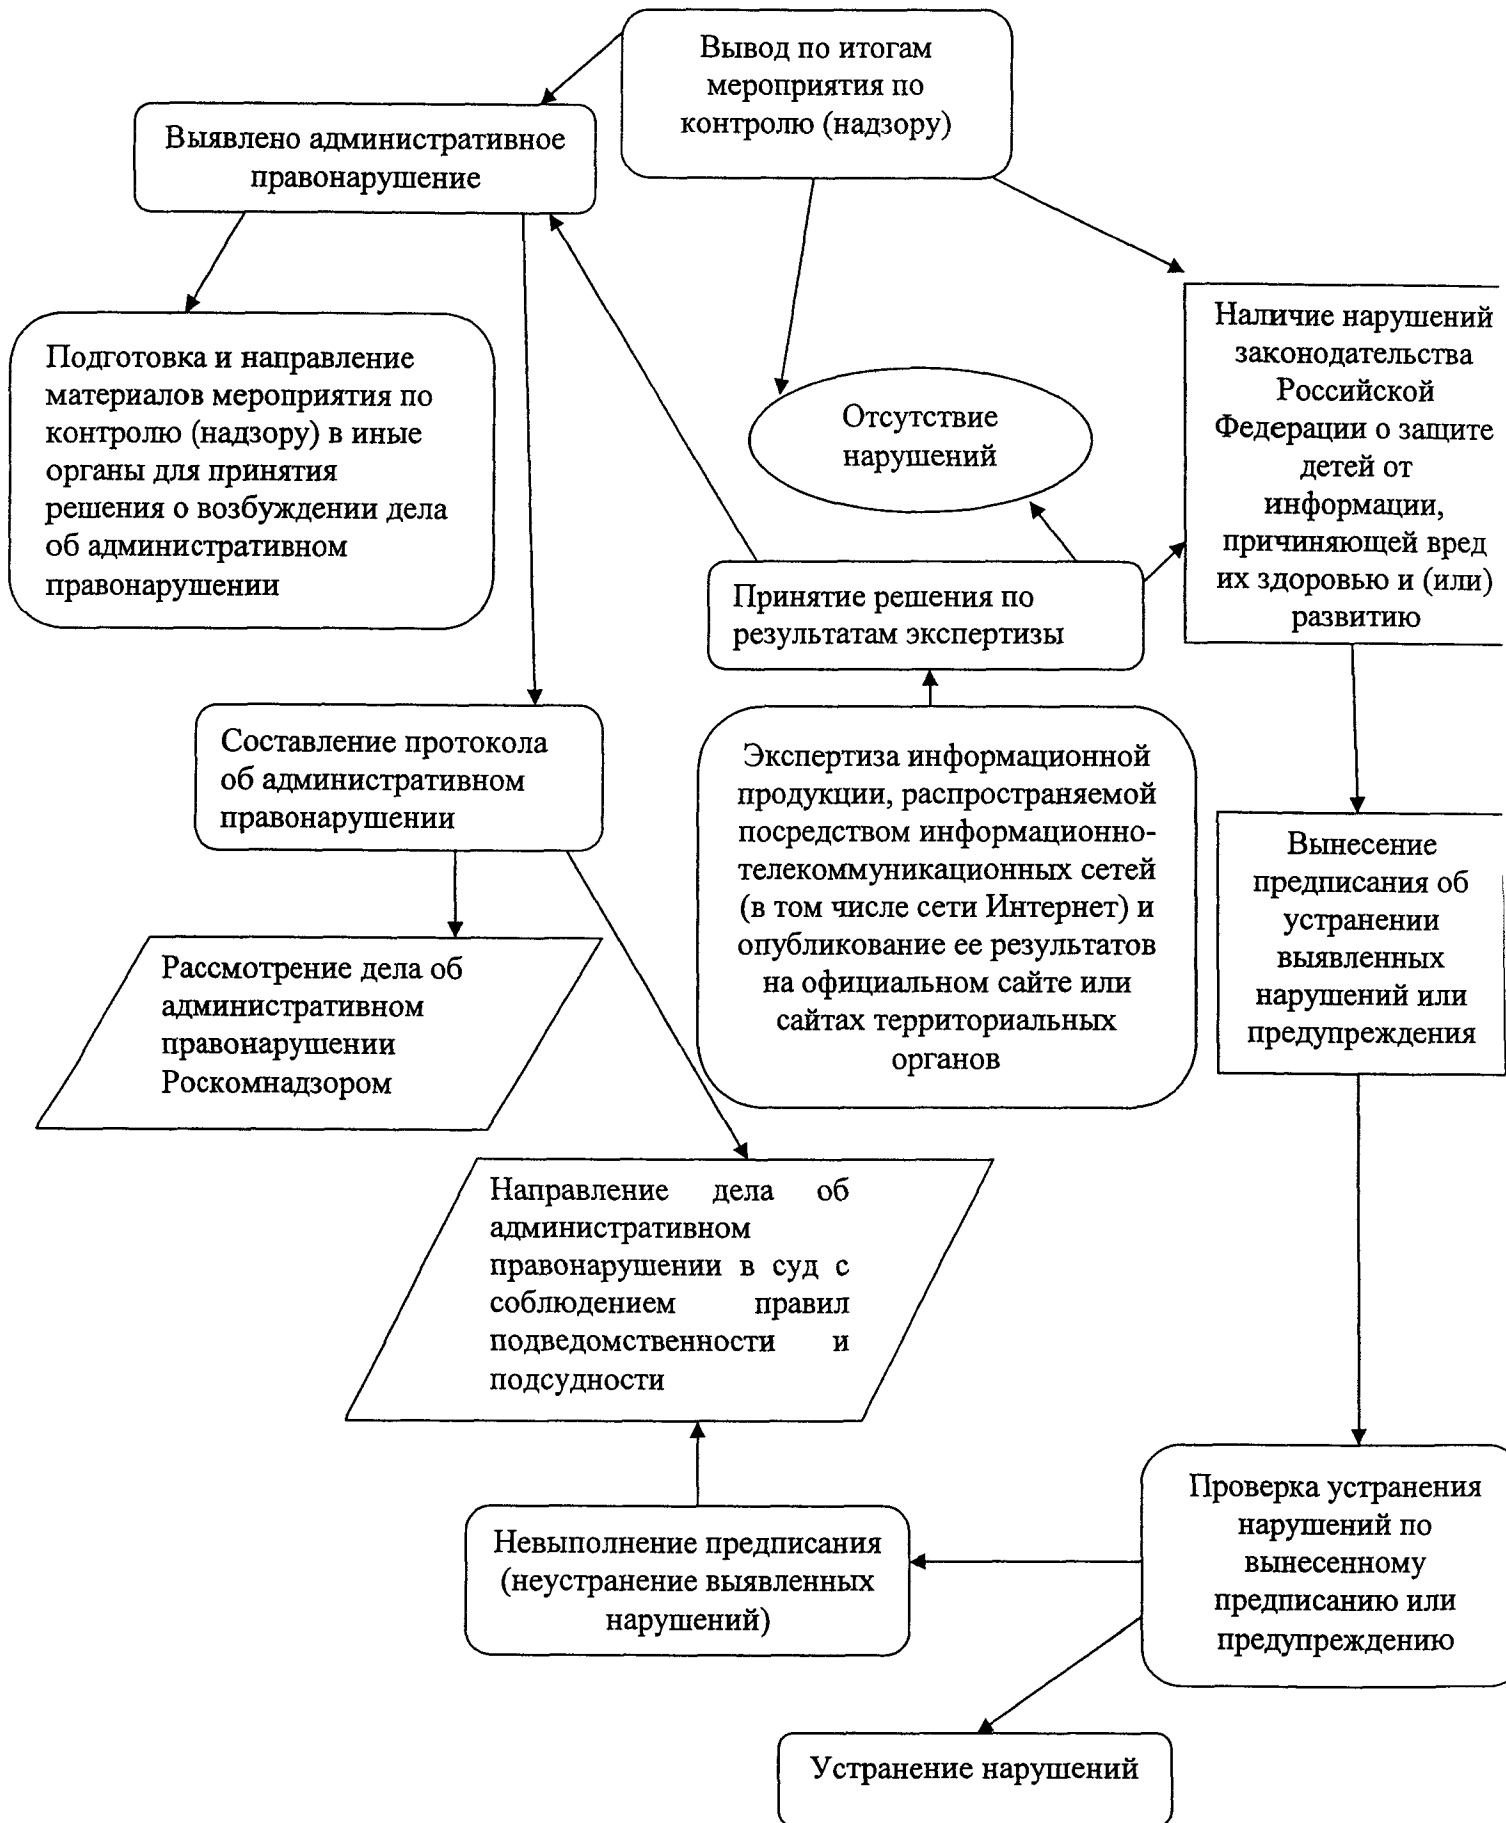 Вывод по итогам
мероприятия по
контролю (надзору)
Выявлено административное
правонарушение
Подготовка и направление
материалов мероприятия по
контролю (надзору) в иные
органы для принятия
решения о возбуждении дела
об административном
правонарушении
Отсутствие
нарушений
Наличие нарушений
законодательства
Российской
Федерации о защите
детей от
информации,
причиняющей вред
их здоровью и (или)
развитию
Принятие решения по
результатам экспертизы
Составление протокола
об административном
правонарушении
Экспертиза информационной
продукции, распространяемой
посредством информационно-
телекоммуникационных сетей
(в том числе сети Интернет) и
опубликование ее результатов
на официальном сайте или
сайтах территориальных
органов
Вынесение
предписания об
устранении
выявленных
нарушений или
предупреждения
Рассмотрение дела об
административном
правонарушении
Роскомнадзором
Направление дела об
административном
правонарушении в суд с
соблюдением правил
подведомственности и
подсудности
Проверка устранения
нарушений по
вынесенному
предписанию или
предупреждению
Невыполнение предписания
(неустранение выявленных
нарушений)
Устранение нарушений